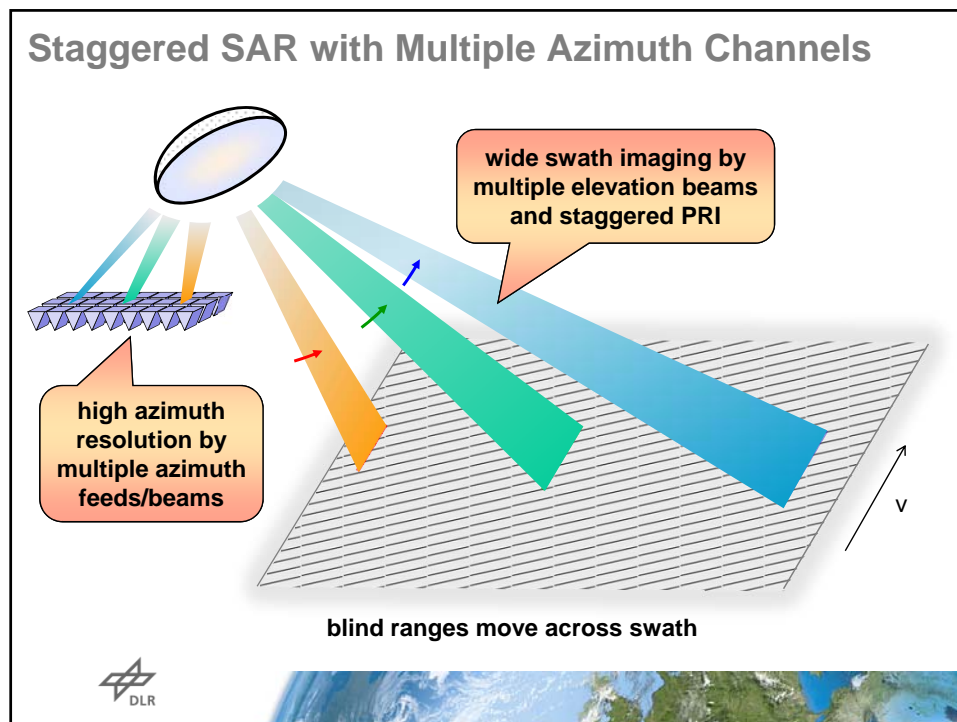 Staggered SAR with Multiple Azimuth Channels
wide swath imaging by
multiple elevation beams
and staggered PRI
high azimuth
resolution by
multiple azimuth
feeds/beams
v
blind ranges move across swath
DLR